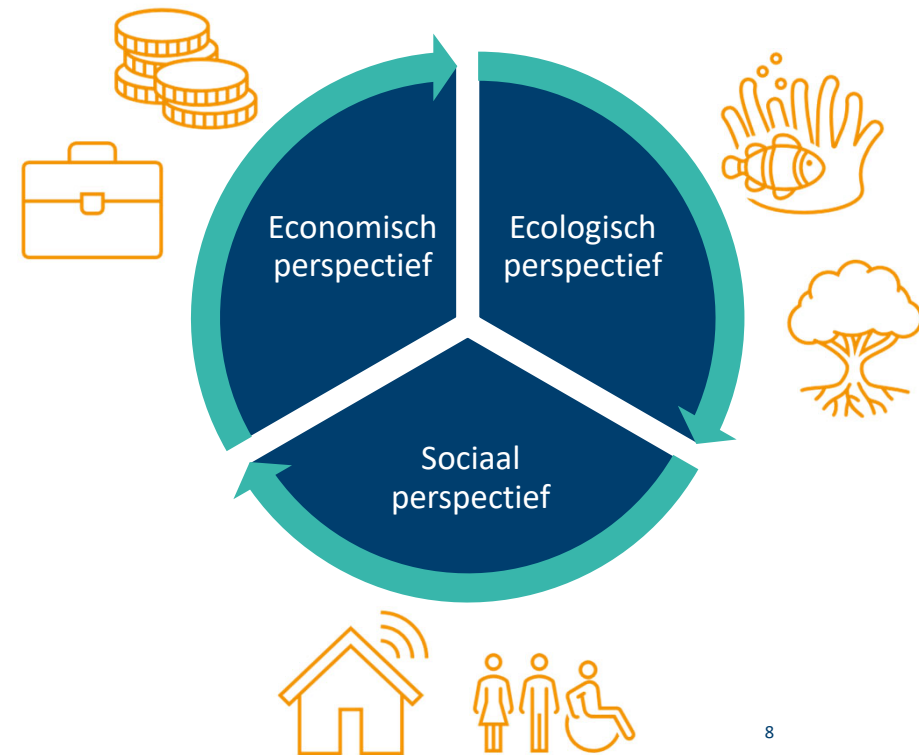 Economisch
perspectief
Ecologisch
perspectief
Sociaal
perspectief
8